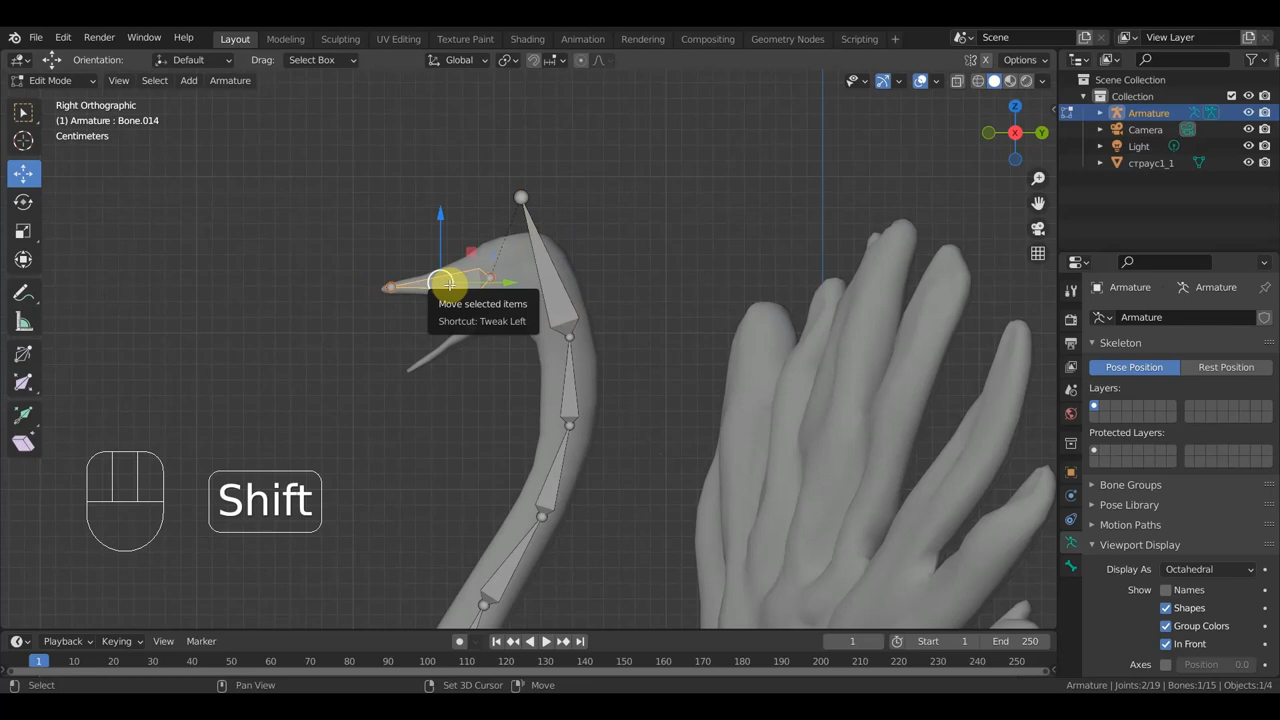 File Edit Render Window Help Layout Modeling Sculpting UV Editing Texture Paint Shading Animation Rendering Compositing Geometry Nodes Scripting + Scene View Layer
Orientation: Default Drag: Select Box Global X Options
Edit Mode View Select Add Armature
Scene Collection
Collection
Armature
Camera
Light
страус1_1
Right Orthographic
(1) Armature : Bone.014
Centimeters
Z
Y
X
Move selected items
Shortcut: Tweak Left
Shift
Armature Armature
Armature
Skeleton
Pose Position Rest Position
Layers:
Protected Layers:
Bone Groups
Pose Library
Motion Paths
Viewport Display
Display As Octahedral
Show Names
Shapes
Group Colors
In Front
Axes Position 0.0
Playback Keying View Marker 1 Start 1 End 250
1 10 20 30 40 50 60 70 80 90 100 110 120 130 140 150 160 170 180 190 200 210 220 230 240 250
Select Pan View Set 3D Cursor Move Armature | Joints:2/19 | Bones:1/15 | Objects:1/4